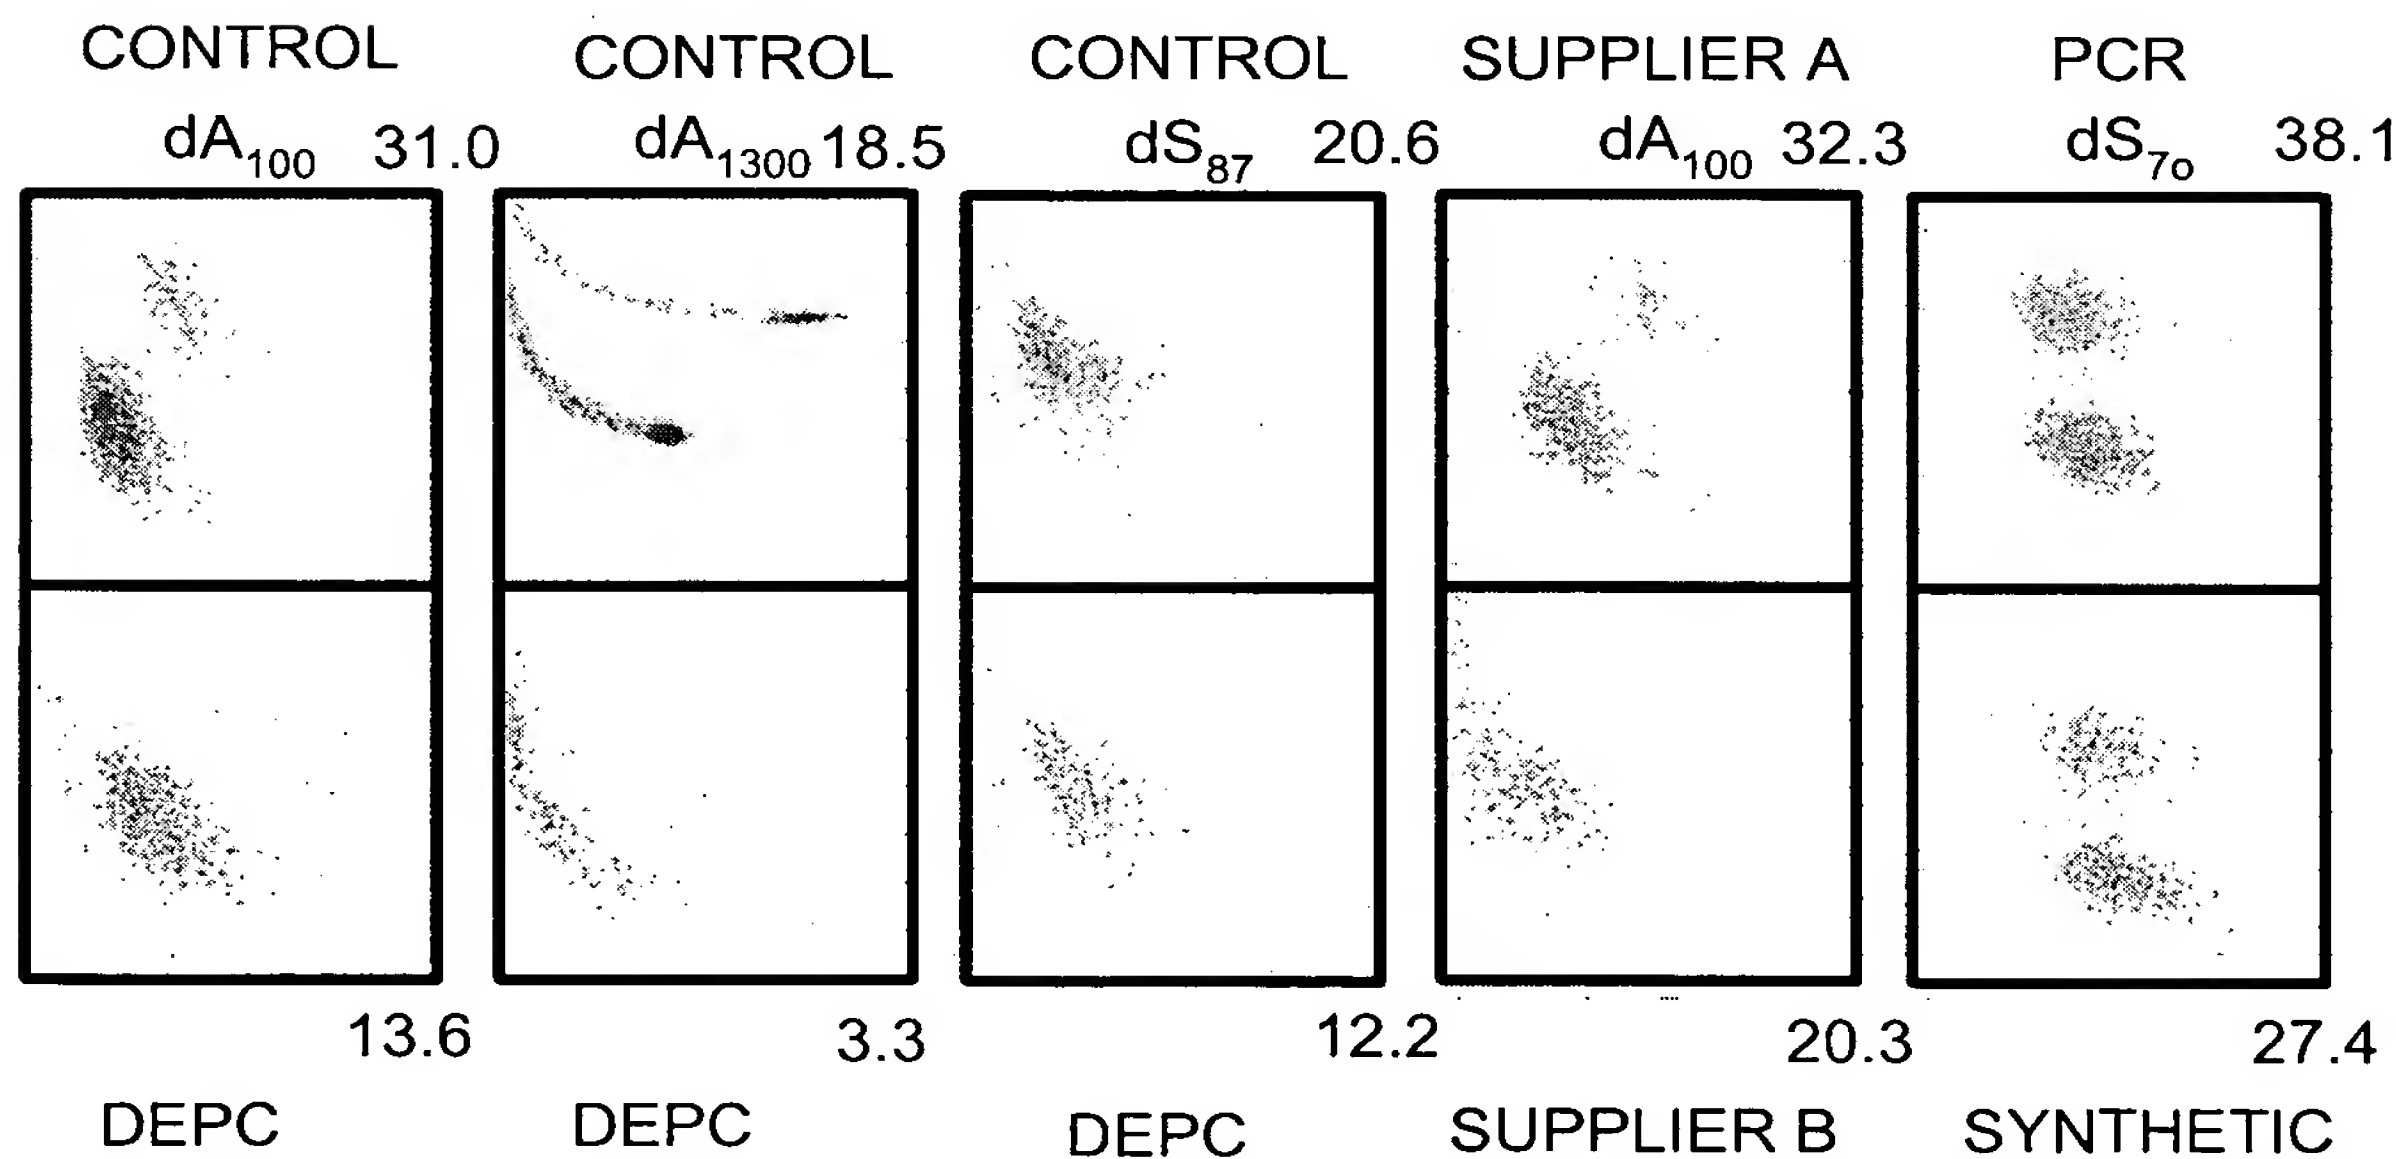 CONTROL CONTROL CONTROL SUPPLIER A PCR
dA100 31.0 dA1300 18.5 dS87 20.6 dA100 32.3 dS7o 38.1
13.6 3.3 12.2 20.3 27.4
DEPC DEPC DEPC SUPPLIER B SYNTHETIC